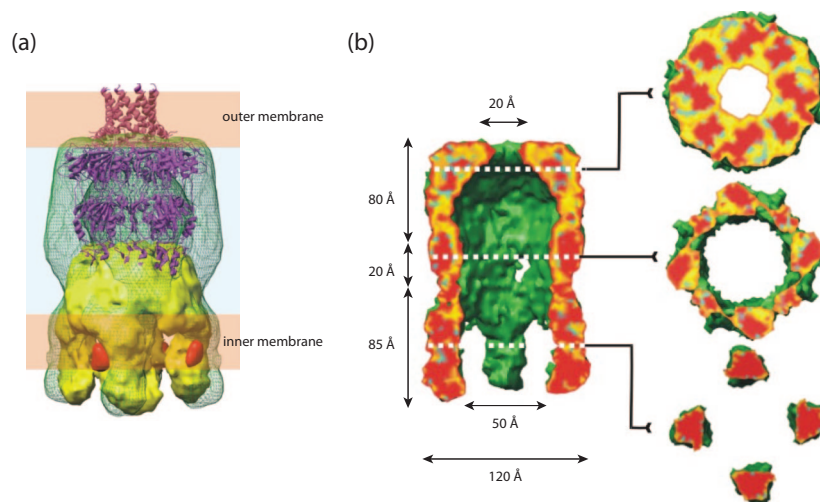 (a)
outer membrane
inner membrane
(b)
20 Å
80 Å
20 Å
85 Å
50 Å
120 Å